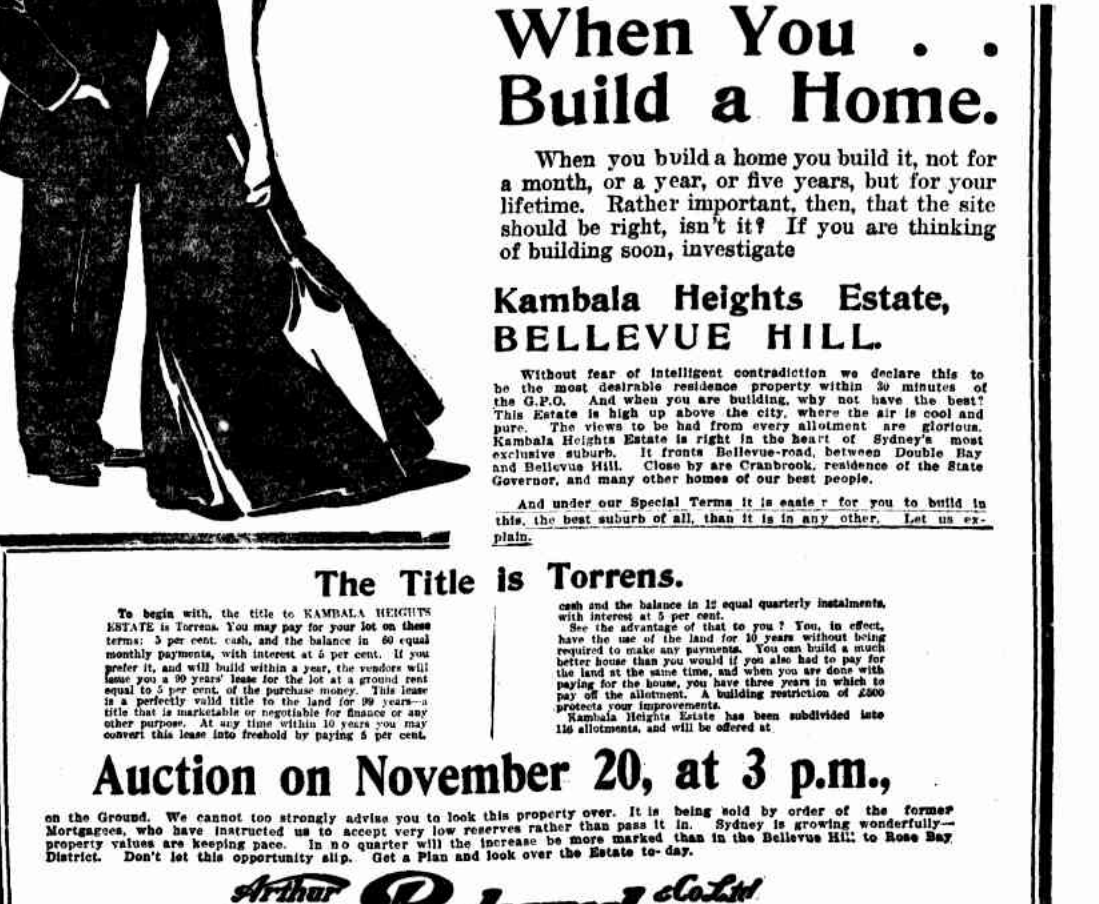 When You . .
Build a Home.
When you build a home you build it, not for
a month, or a year, or five years, but for your
lifetime. Rather important, then, that the site
should be right, isn't it? If you are thinking
of building soon, investigate
Kambala Heights Estate,
BELLEVUE HILL.
Without fear of intelligent contradiction we declare this to
be the most desirable residence property within 30 minutes of
the G.P.O. And when you are building, why not have the best?
This Estate is high up above the city, where the air is cool and
pure. The views to be had from every allotment are glorious.
Kambala Heights Estate is right in the heart of Sydney's most
exclusive suburb. It fronts Bellevue-road, between Double Bay
and Bellevue Hill. Close by are Cranbrook, residence of the State
Governor, and many other homes of our best people.
And under our Special Terms it is easie r for you to build in
this, the best suburb of all, than it is in any other. Let us ex-
plain.
The Title is Torrens.
To begin with, the title to KAMBALA HEIGHTS
ESTATE is Torrens. You may pay for your lot on these
terms: 5 per cent. cash, and the balance in 60 equal
monthly payments, with interest at 5 per cent. If you
prefer it, and will build within a year, the vendors will
issue you a 99 years' lease for the lot at a ground rent
equal to 5 per cent. of the purchase money. This lease
is a perfectly valid title to the land for 99 years—a
title that is marketable or negotiable for finance or any
other purpose. At any time within 10 years you may
convert this lease into freehold by paying 5 per cent.
cash and the balance in 12 equal quarterly instalments,
with interest at 5 per cent.
See the advantage of that to you? You, in effect,
have the use of the land for 10 years without being
required to make any payments. You can build a much
better house than you would if you also had to pay for
the land at the same time, and when you are done with
paying for the house, you have three years in which to
pay off the allotment. A building restriction of £500
protects your improvements.
Kambala Heights Estate has been subdivided into
116 allotments, and will be offered at
Auction on November 20, at 3 p.m.,
on the Ground. We cannot too strongly advise you to look this property over. It is being sold by order of the former
Mortgagees, who have instructed us to accept very low reserves rather than pass it in. Sydney is growing wonderfully—
property values are keeping pace. In no quarter will the increase be more marked than in the Bellevue Hill to Rose Bay
District. Don't let this opportunity slip. Get a Plan and look over the Estate to-day.
Arthur & Co. Ltd